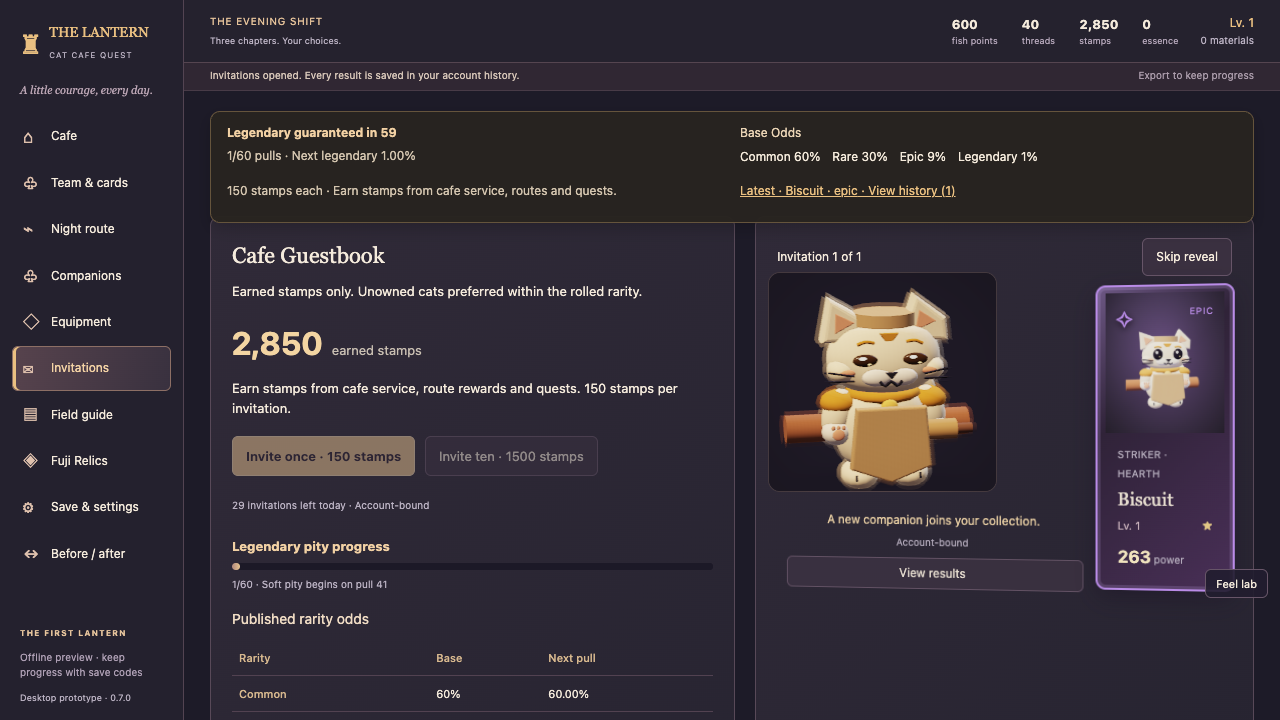 THE LANTERN
CAT CAFE QUEST
A little courage, every day.
Cafe
Team & cards
Night route
Companions
Equipment
Invitations
Field guide
Fuji Relics
Save & settings
Before / after
THE FIRST LANTERN
Offline preview · keep
progress with save codes
Desktop prototype · 0.7.0
THE EVENING SHIFT
Three chapters. Your choices.
600
fish points
40
threads
2,850
stamps
0
essence
Lv. 1
0 materials
Invitations opened. Every result is saved in your account history.
Export to keep progress
Legendary guaranteed in 59
1/60 pulls · Next legendary 1.00%
150 stamps each · Earn stamps from cafe service, routes and quests.
Base Odds
Common 60% Rare 30% Epic 9% Legendary 1%
Latest · Biscuit · epic · View history (1)
Cafe Guestbook
Earned stamps only. Unowned cats preferred within the rolled rarity.
2,850 earned stamps
Earn stamps from cafe service, route rewards and quests. 150 stamps per
invitation.
Invite once · 150 stamps
Invite ten · 1500 stamps
29 invitations left today · Account-bound
Legendary pity progress
1/60 · Soft pity begins on pull 41
Published rarity odds
Rarity Base Next pull
Common 60% 60.00%
Invitation 1 of 1
Skip reveal
A new companion joins your collection.
Account-bound
View results
EPIC
STRIKER ·
HEARTH
Biscuit
Lv. 1
263 power
Feel lab